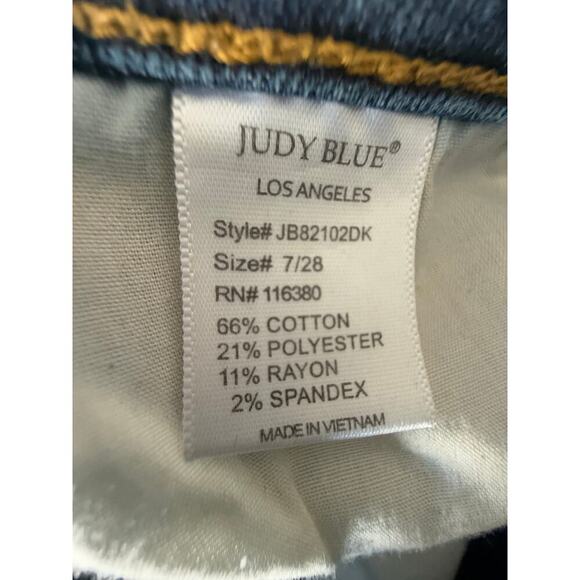 JUDY BLUE®
LOS ANGELES
Style# JB82102DK
Size# 7/28
RN# 116380
66% COTTON
21% POLYESTER
11% RAYON
2% SPANDEX
MADE IN VIETNAM